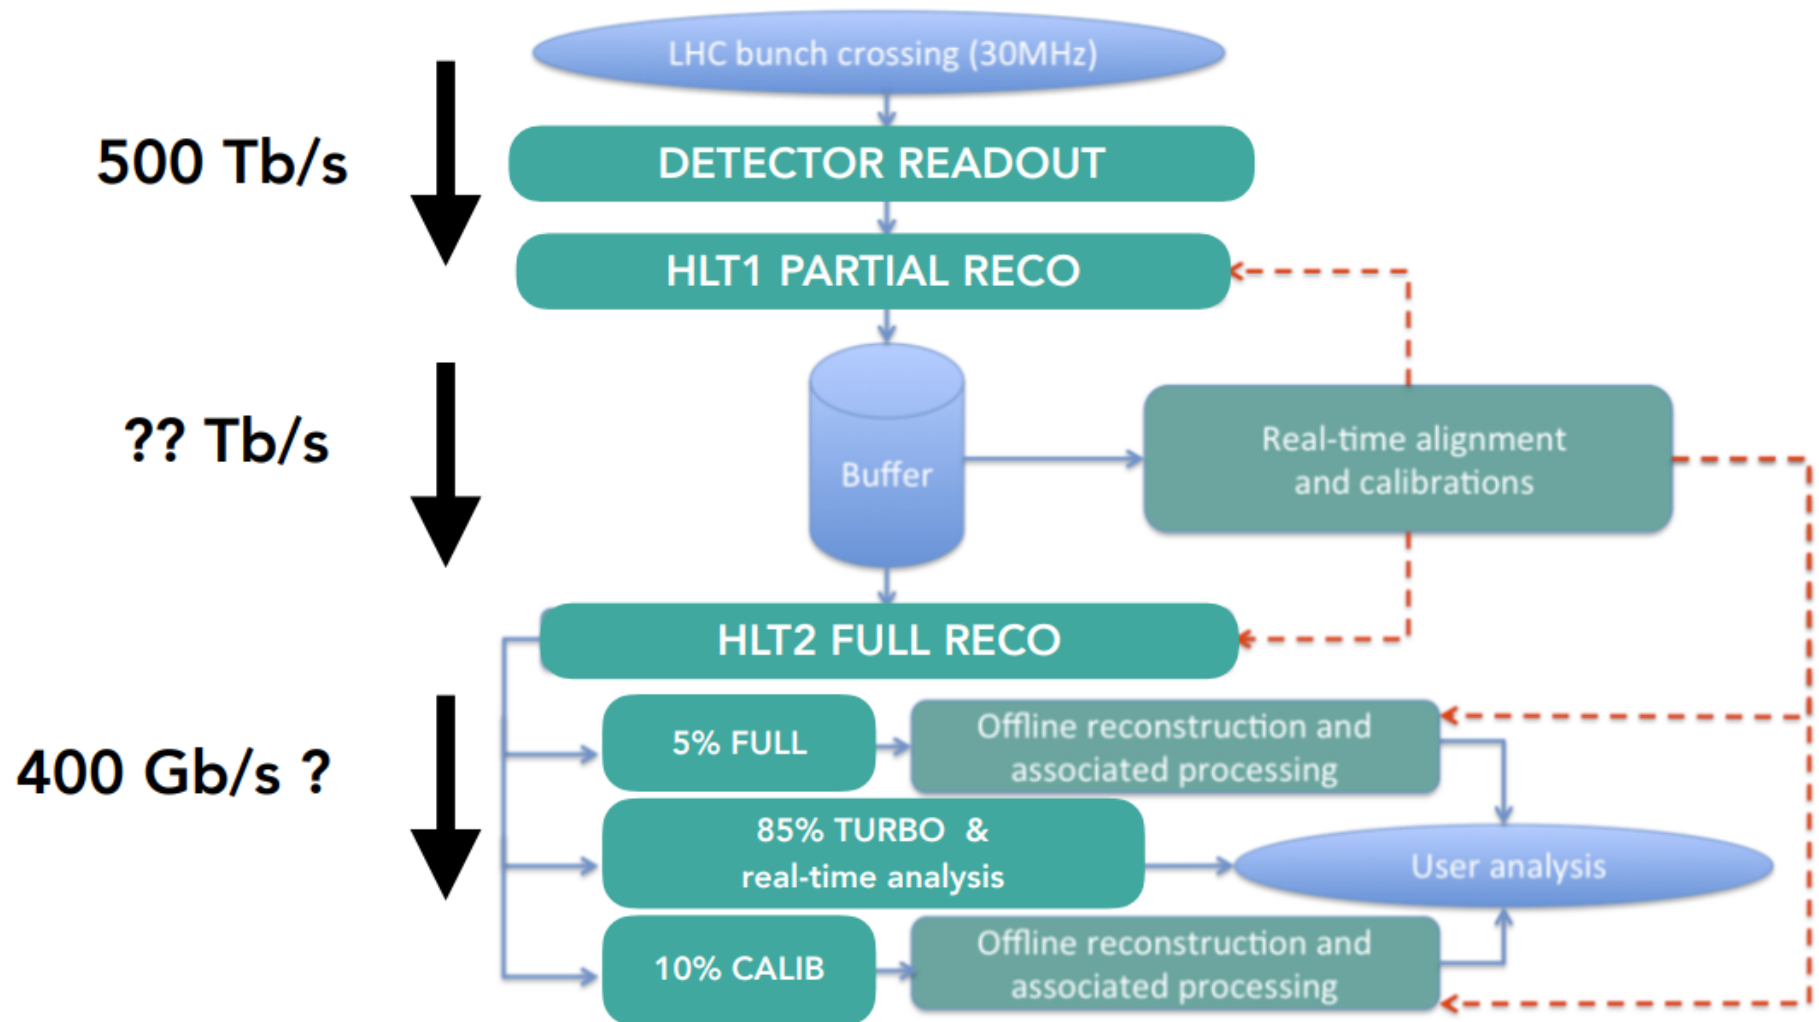 LHC bunch crossing (30MHz)
500 Tb/s
DETECTOR READOUT
HLT1 PARTIAL RECO
?? Tb/s
Buffer
Real-time alignment
and calibrations
HLT2 FULL RECO
400 Gb/s ?
5% FULL
Offline reconstruction and
associated processing
85% TURBO &
real-time analysis
User analysis
10% CALIB
Offline reconstruction and
associated processing